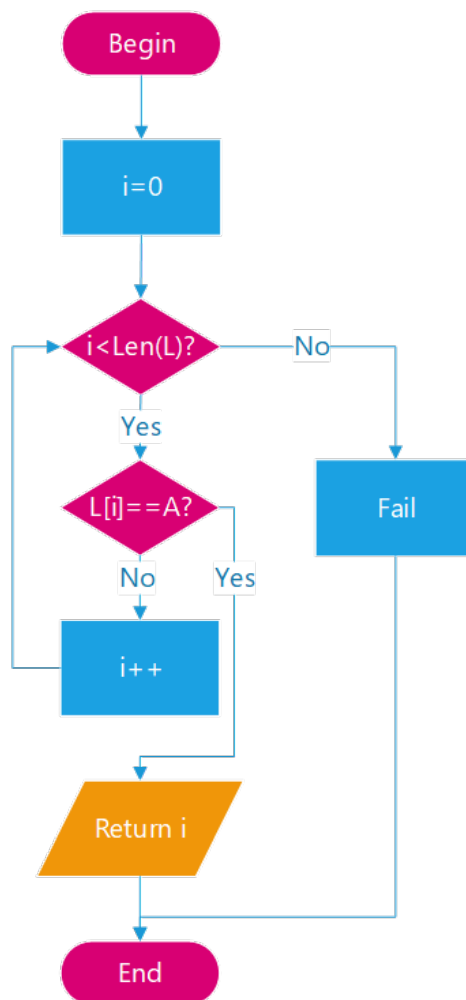 Begin
i=0
i<Len(L)?
No
Yes
L[i]==A?
Fail
No
Yes
i++
Return i
End